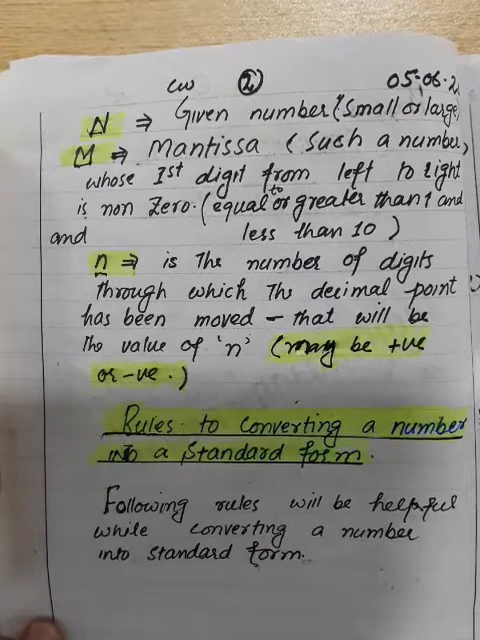 cw ② 05.06.2
N ⇒ Given number (Small or large
M ⇒ Mantissa (Such a number,
whose 1st digit from left to right
is non Zero. (equal to or greater than 1 and
and less than 10)
n ⇒ is The number of digits
Through which The decimal point
has been moved – that will be
The value of 'n' (may be +ve
or -ve.)
Rules to Converting a number
into a Standard form.
Following rules will be helpful
while converting a number
into standard form.